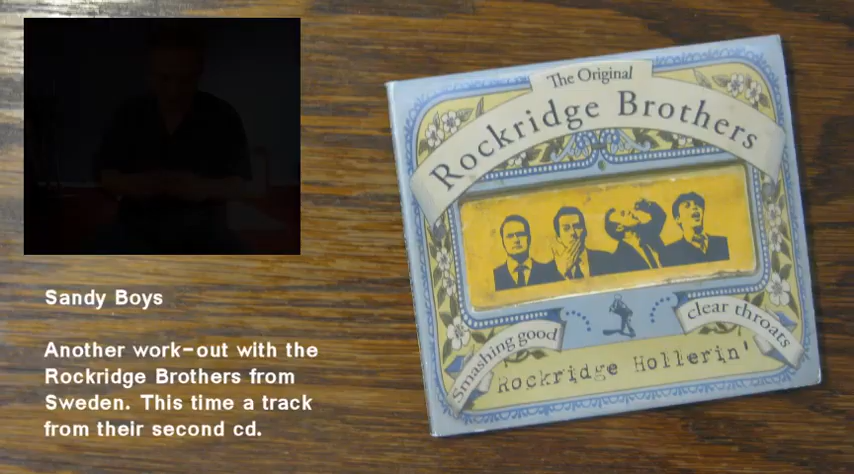 Sandy Boys
Another work-out with the
Rockridge Brothers from
Sweden. This time a track
from their second cd.
The Original
Rockridge Brothers
Smashing good
clear throats
Rockridge Hollerin'